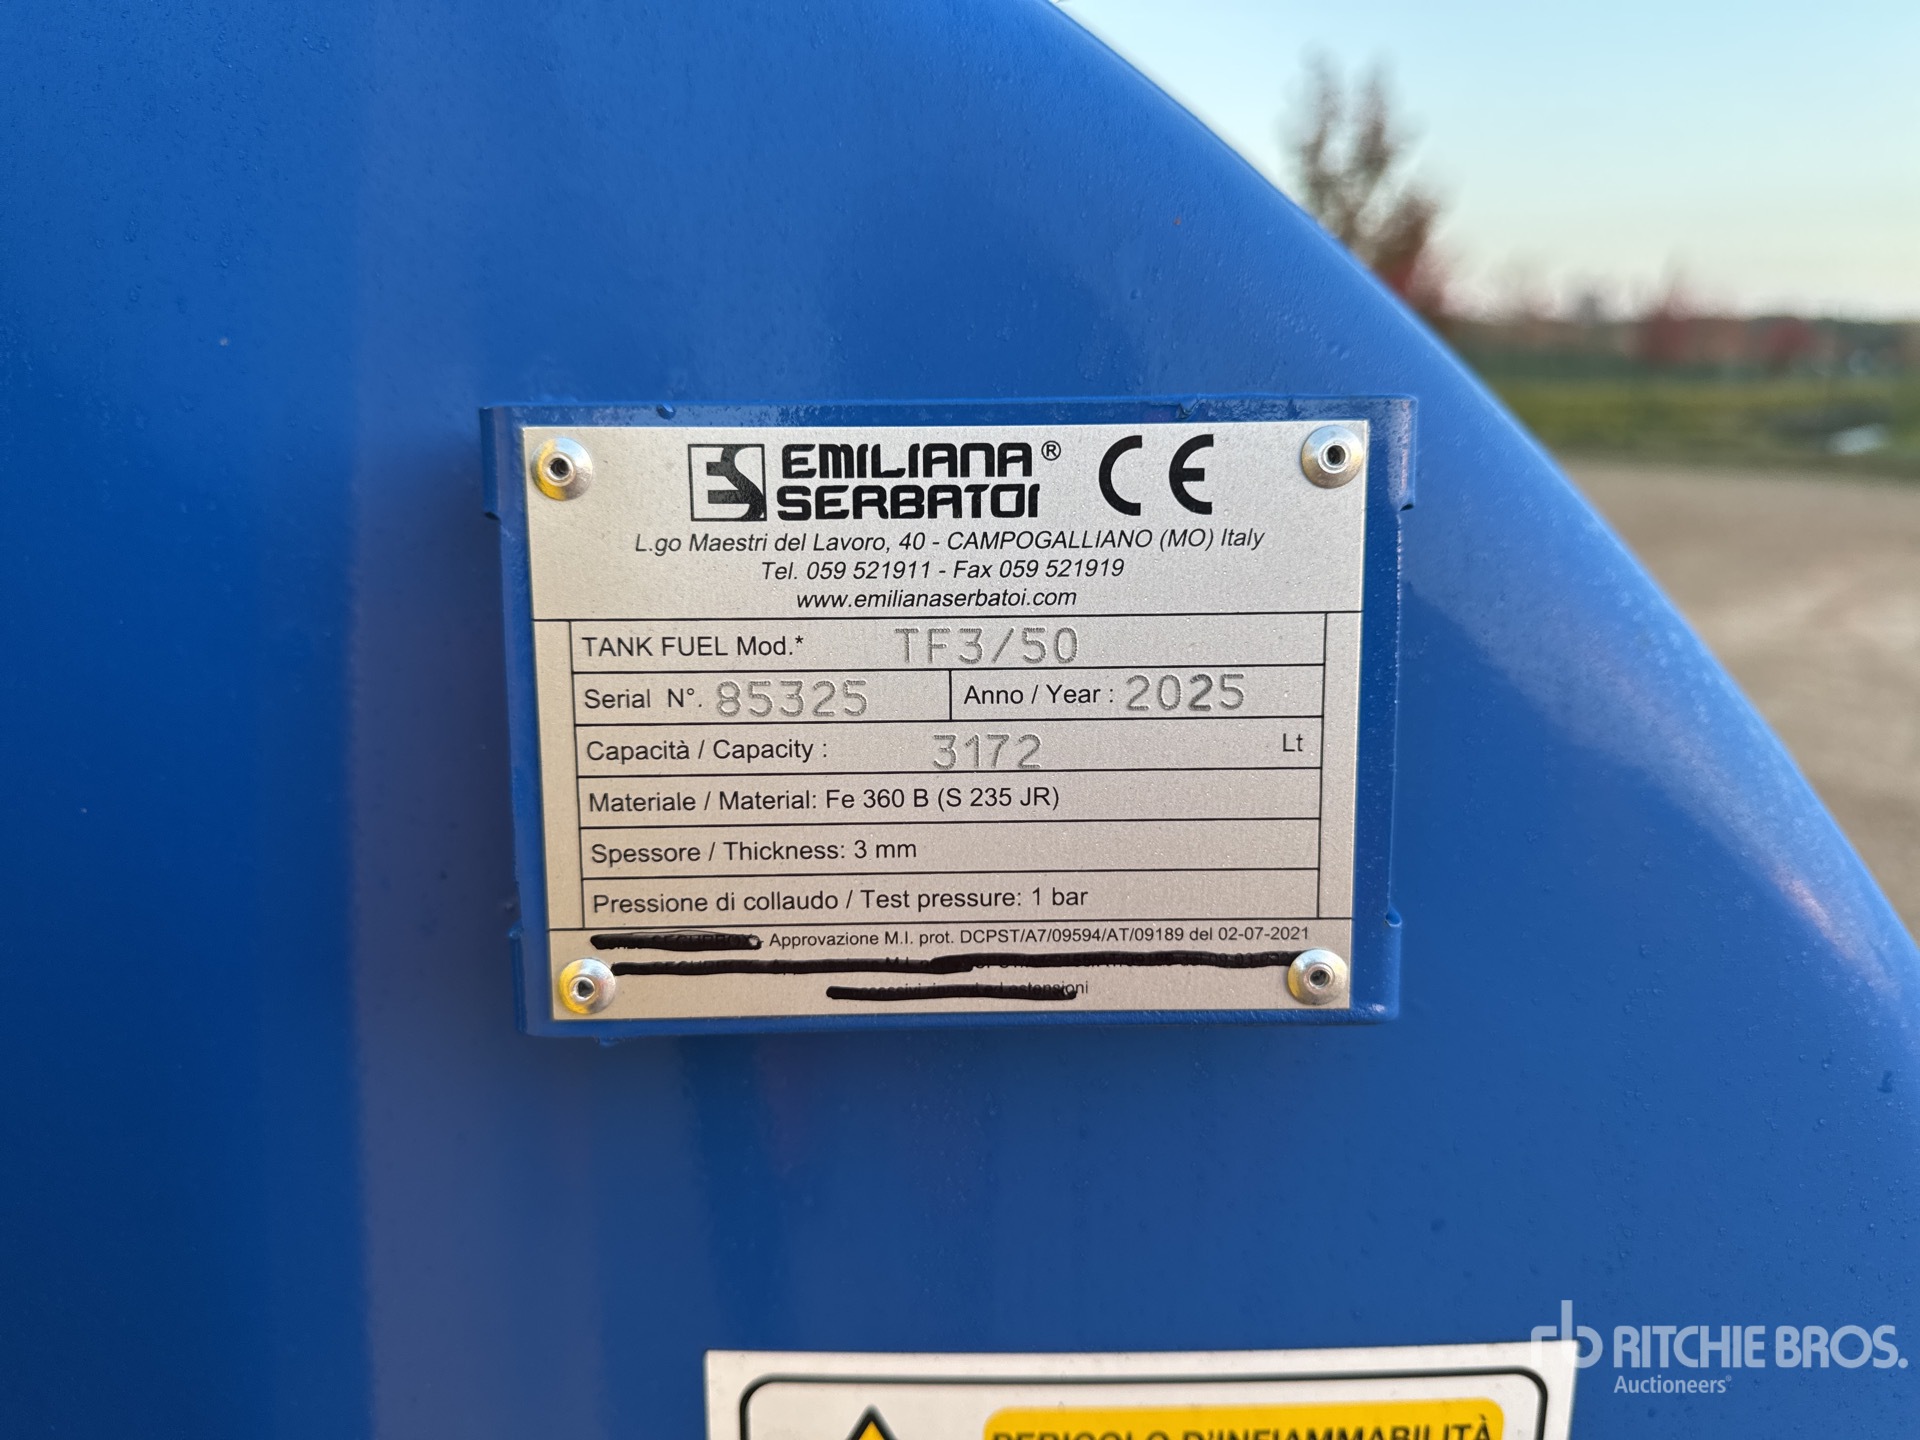 EMILIANA® CE
SERBATOI
L.go Maestri del Lavoro, 40 - CAMPOGALLIANO (MO) Italy
Tel. 059 521911 - Fax 059 521919
www.emilianaserbatoi.com
TANK FUEL Mod.* TF3/50
Serial N°. 85325 Anno / Year : 2025
Capacità / Capacity : 3172 Lt
Materiale / Material: Fe 360 B (S 235 JR)
Spessore / Thickness: 3 mm
Pressione di collaudo / Test pressure: 1 bar
- Approvazione M.I. prot. DCPST/A7/09594/AT/09189 del 02-07-2021
PERICOLO D'INFIAMMABILITÀ
rb RITCHIE BROS.
Auctioneers